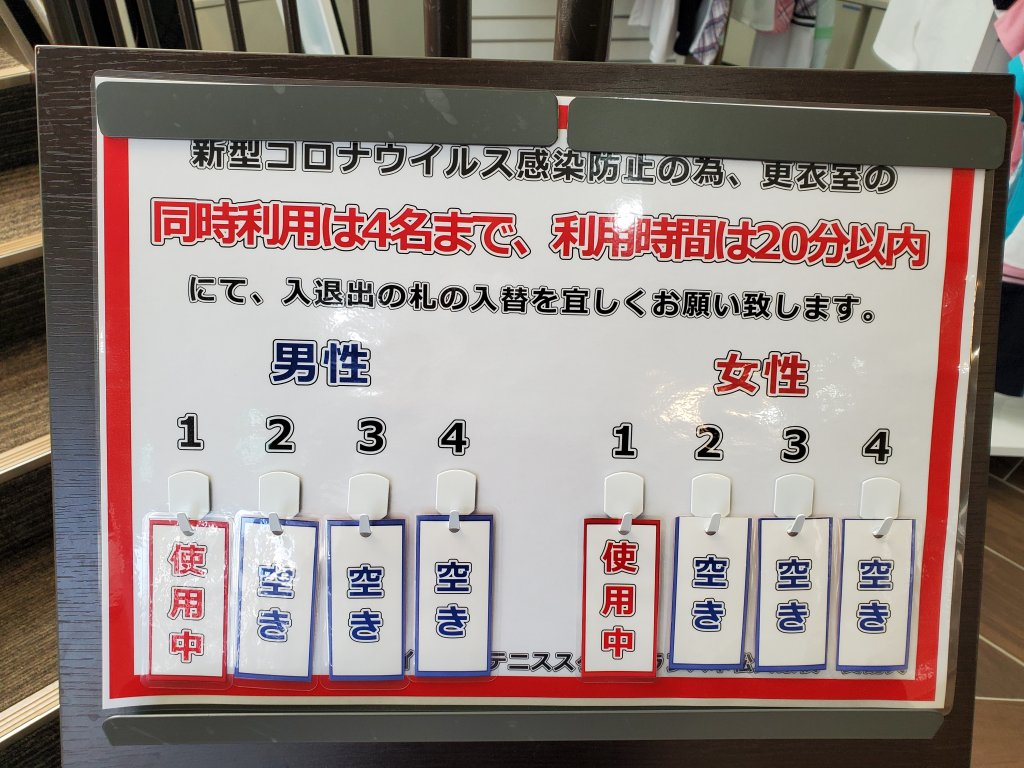 新型コロナウイルス感染防止の為、更衣室の
同時利用は4名まで、利用時間は20分以内
にて、入退出の札の入替を宜しくお願い致します。
男性 女性
1 2 3 4 1 2 3 4
使用中 空き 空き 空き 使用中 空き 空き 空き
テニスス